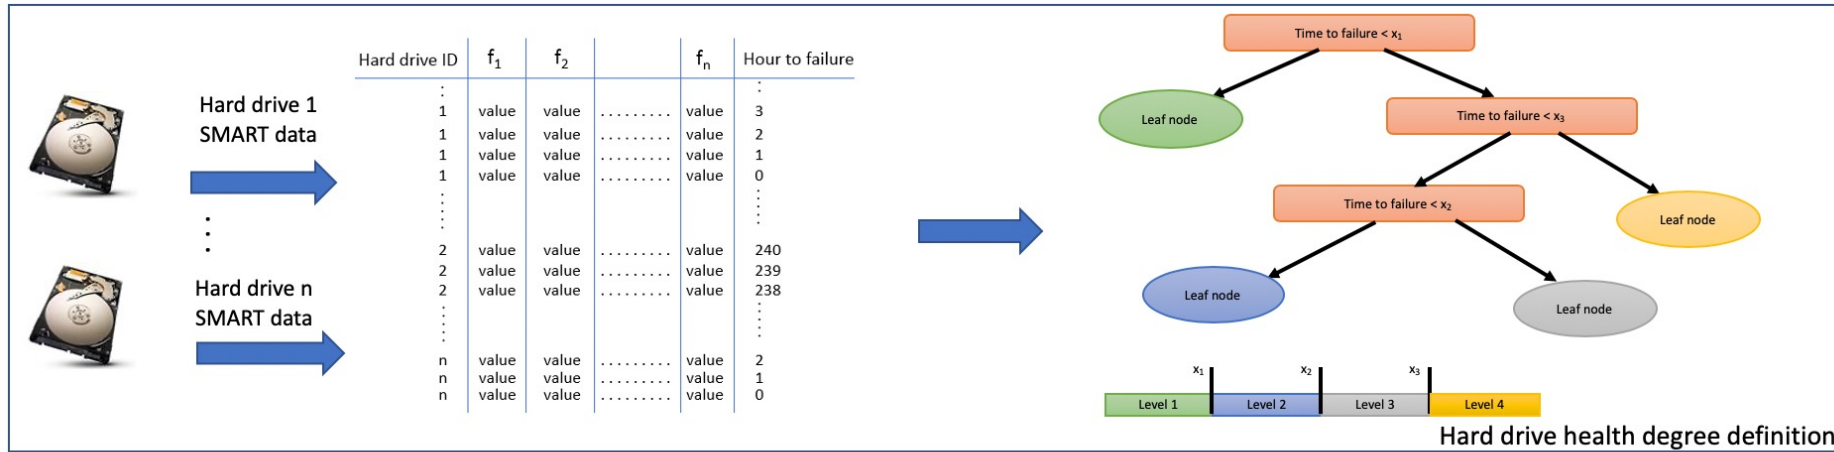 Hard drive 1
SMART data
Hard drive n
SMART data
Hard drive ID f1 f2 fn Hour to failure
1 value value ......... value 3
1 value value ......... value 2
1 value value ......... value 1
1 value value ......... value 0
2 value value ......... value 240
2 value value ......... value 239
2 value value ......... value 238
n value value ......... value 2
n value value ......... value 1
n value value ......... value 0
Time to failure < x1
Leaf node
Time to failure < x3
Time to failure < x2
Leaf node
Leaf node
Leaf node
x1 x2 x3
Level 1 Level 2 Level 3 Level 4
Hard drive health degree definition